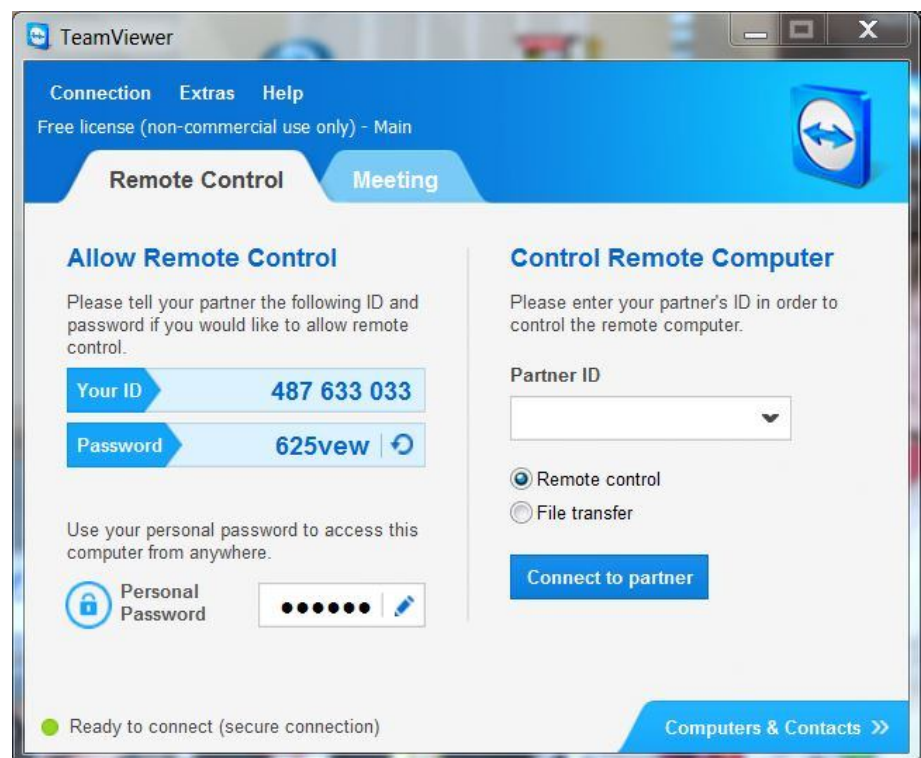 TeamViewer
Connection Extras Help
Free license (non-commercial use only) - Main
Remote Control Meeting
Allow Remote Control
Please tell your partner the following ID and
password if you would like to allow remote
control.
Your ID 487 633 033
Password 625vew
Use your personal password to access this
computer from anywhere.
Personal
Password
Control Remote Computer
Please enter your partner's ID in order to
control the remote computer.
Partner ID
Remote control
File transfer
Connect to partner
Ready to connect (secure connection)
Computers & Contacts >>